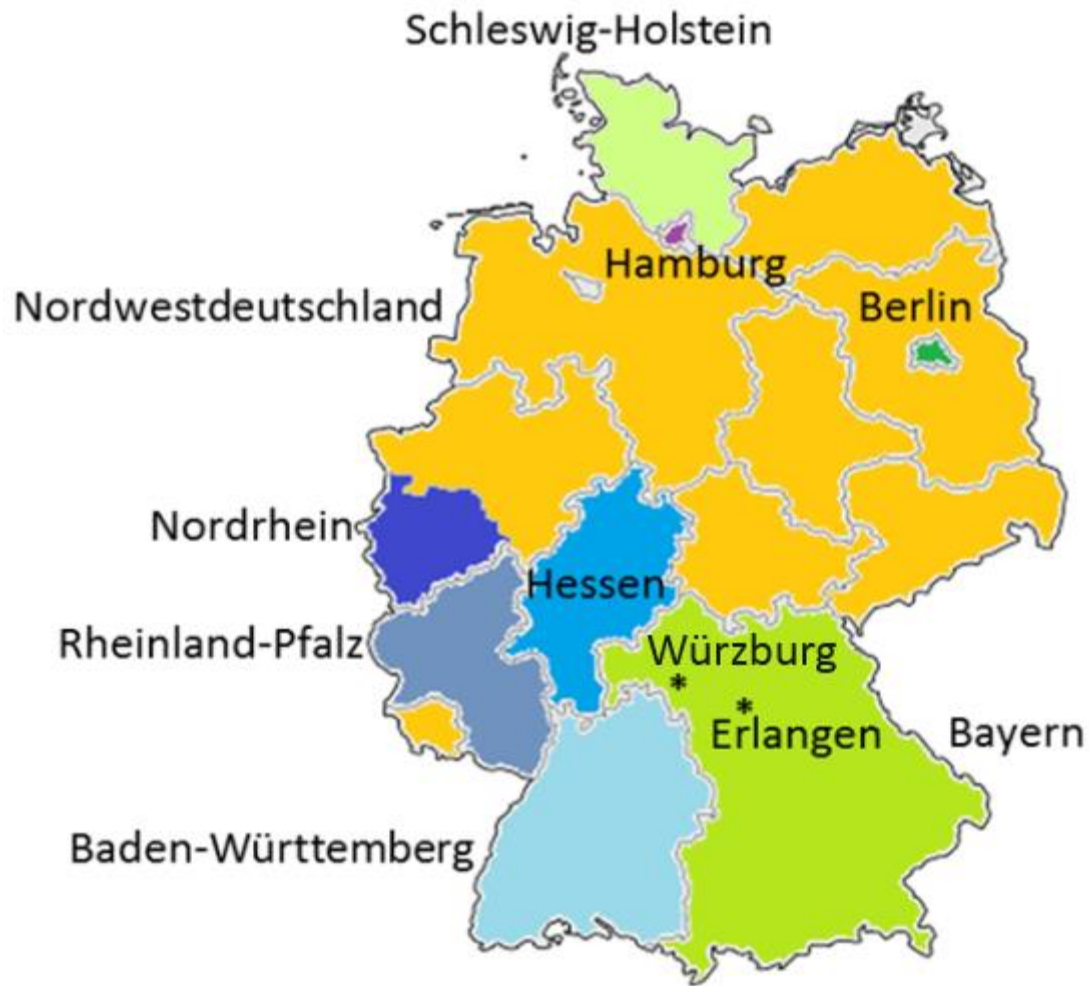 Schleswig-Holstein
Hamburg
Nordwestdeutschland
Berlin
Nordrhein
Hessen
Rheinland-Pfalz
Würzburg
*
*
Erlangen
Bayern
Baden-Württemberg